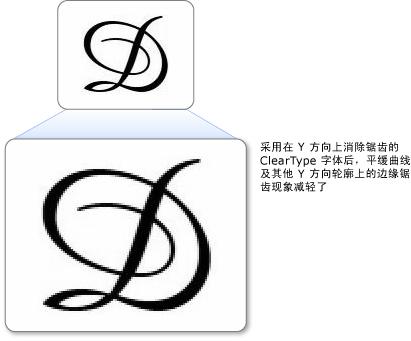 D
D
采用在 Y 方向上消除锯齿的
ClearType 字体后，平缓曲线
及其他 Y 方向轮廓上的边缘锯
齿现象减轻了